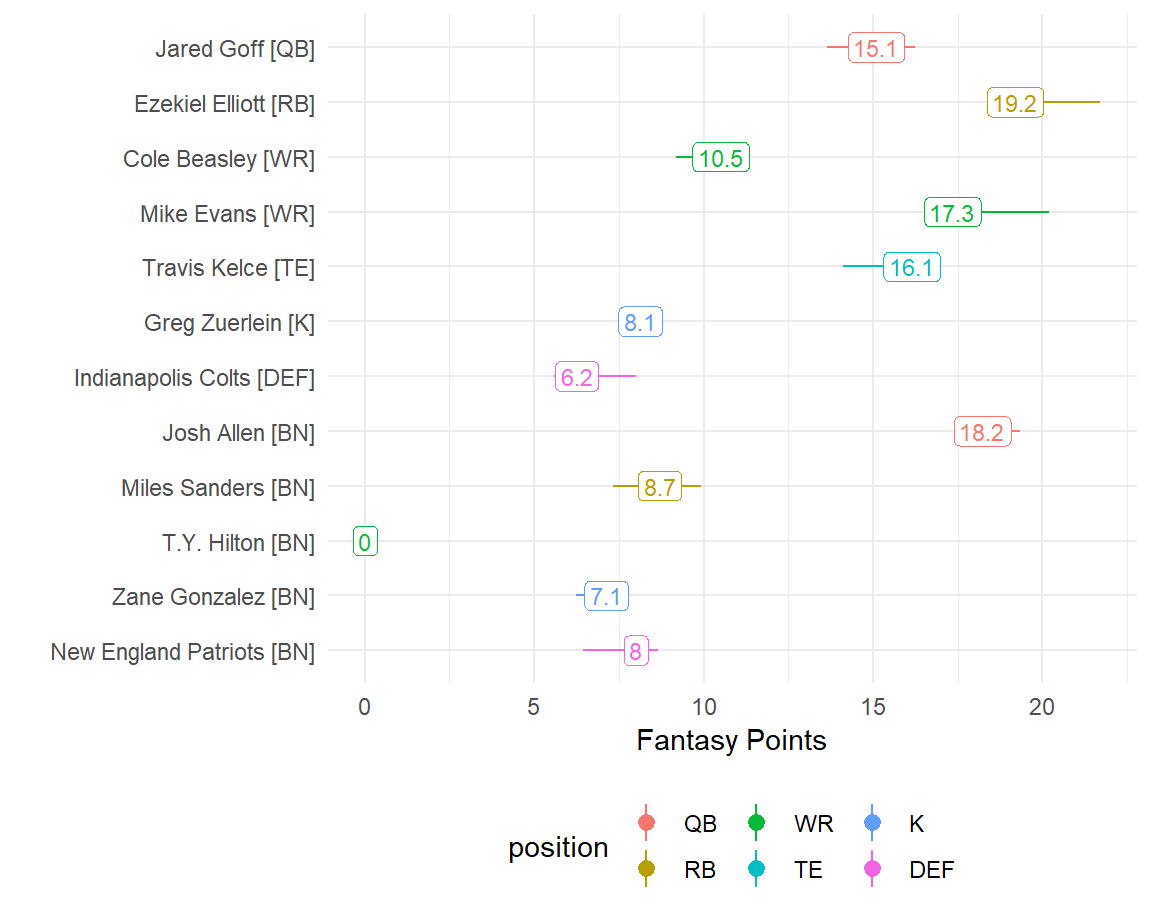 Jared Goff [QB] 15.1
Ezekiel Elliott [RB] 19.2
Cole Beasley [WR] 10.5
Mike Evans [WR] 17.3
Travis Kelce [TE] 16.1
Greg Zuerlein [K] 8.1
Indianapolis Colts [DEF] 6.2
Josh Allen [BN] 18.2
Miles Sanders [BN] 8.7
T.Y. Hilton [BN] 0
Zane Gonzalez [BN] 7.1
New England Patriots [BN] 8
0 5 10 15 20
Fantasy Points
position
QB WR K
RB TE DEF